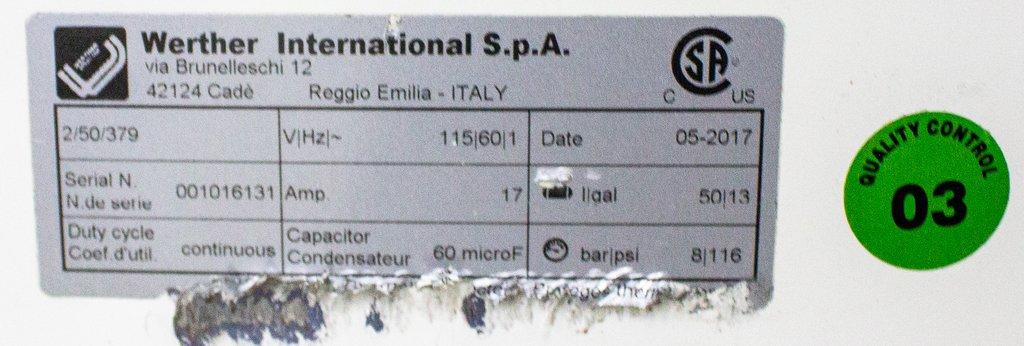 Werther International S.p.A.
via Brunelleschi 12
42124 Cadè Reggio Emilia - ITALY
CSA
C US
2/50/379 V|Hz|~ 115|60|1 Date 05-2017
Serial N.
N.de serie 001016131 Amp. 17 l|gal 50|13
Duty cycle
Coef.d'util. continuous Capacitor
Condensateur 60 microF bar|psi 8|116
QUALITY CONTROL
03